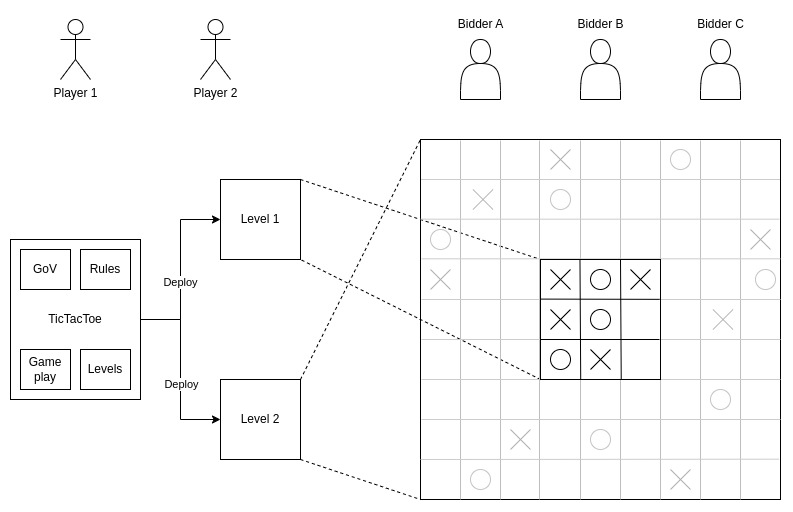 Bidder A
Bidder B
Bidder C
Player 1
Player 2
Level 1
GoV
Rules
Deploy
TicTacToe
Game
play
Levels
Deploy
Level 2